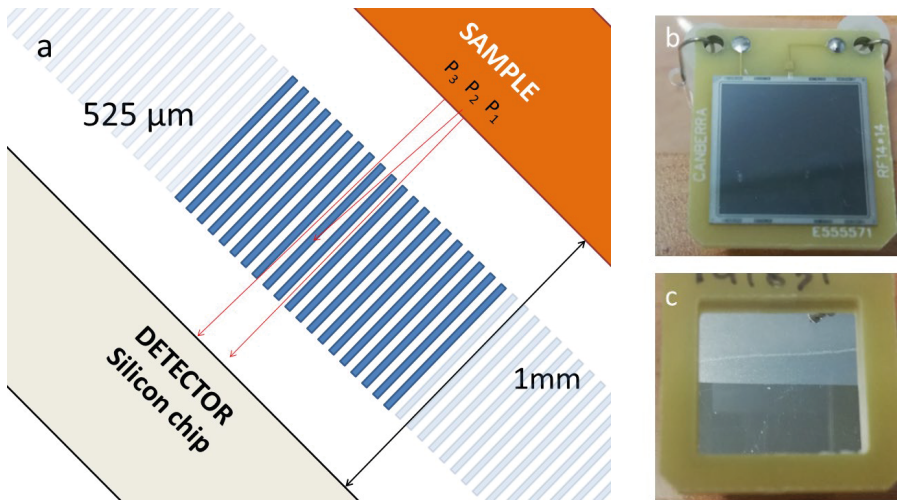 a
525 µm
SAMPLE
P3 P2 P1
DETECTOR
Silicon chip
1mm
b
CANBERRA
RF14*14
E555571
c